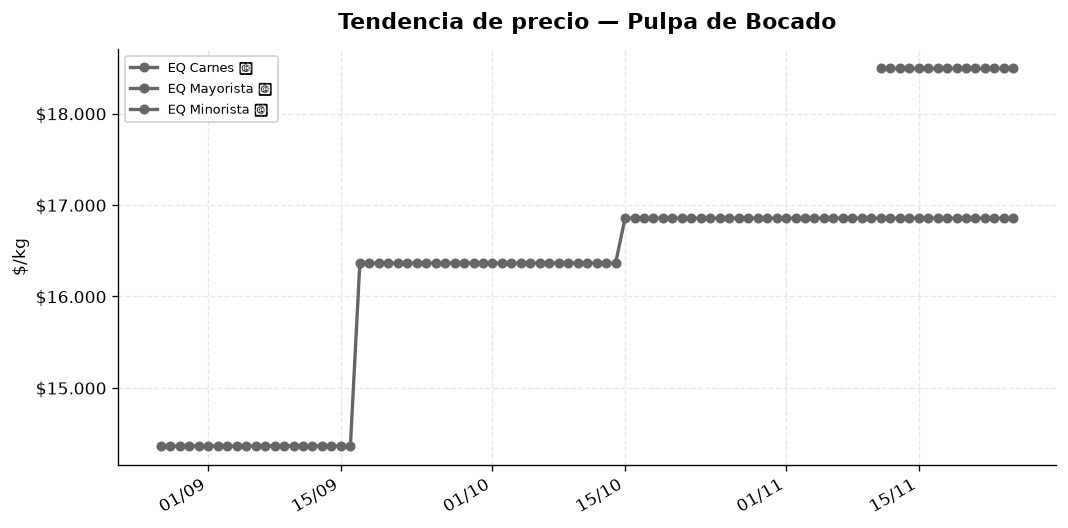 Tendencia de precio — Pulpa de Bocado
EQ Carnes
EQ Mayorista
EQ Minorista
$/kg
$18.000
$17.000
$16.000
$15.000
01/09
15/09
01/10
15/10
01/11
15/11